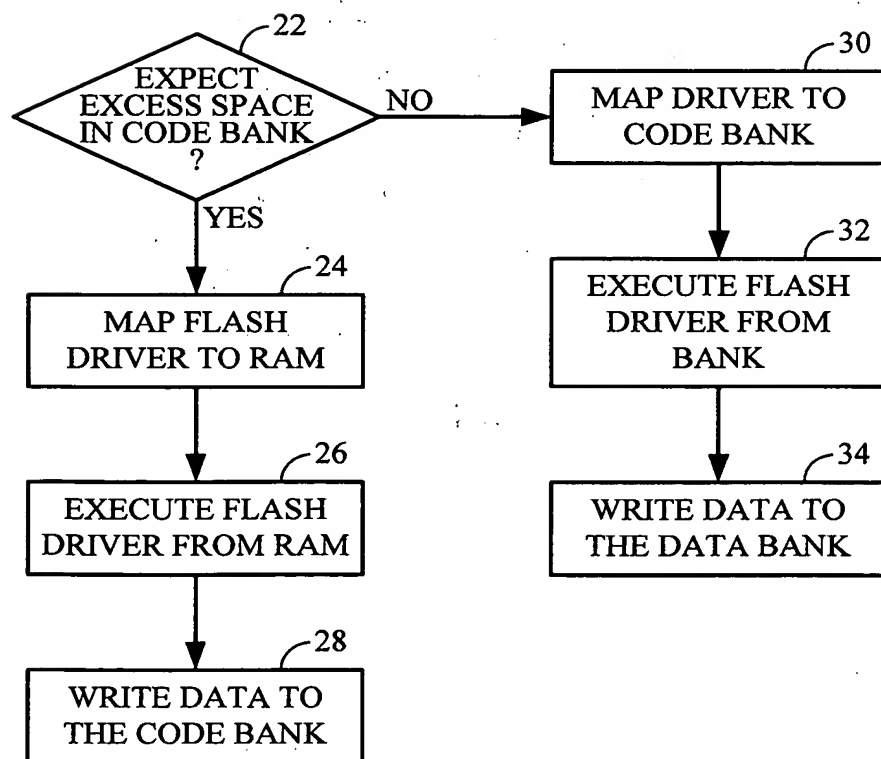 22
EXPECT
EXCESS SPACE
IN CODE BANK
?
NO
YES
24
MAP FLASH
DRIVER TO RAM
26
EXECUTE FLASH
DRIVER FROM RAM
28
WRITE DATA TO
THE CODE BANK
30
MAP DRIVER TO
CODE BANK
32
EXECUTE FLASH
DRIVER FROM
BANK
34
WRITE DATA TO
THE DATA BANK